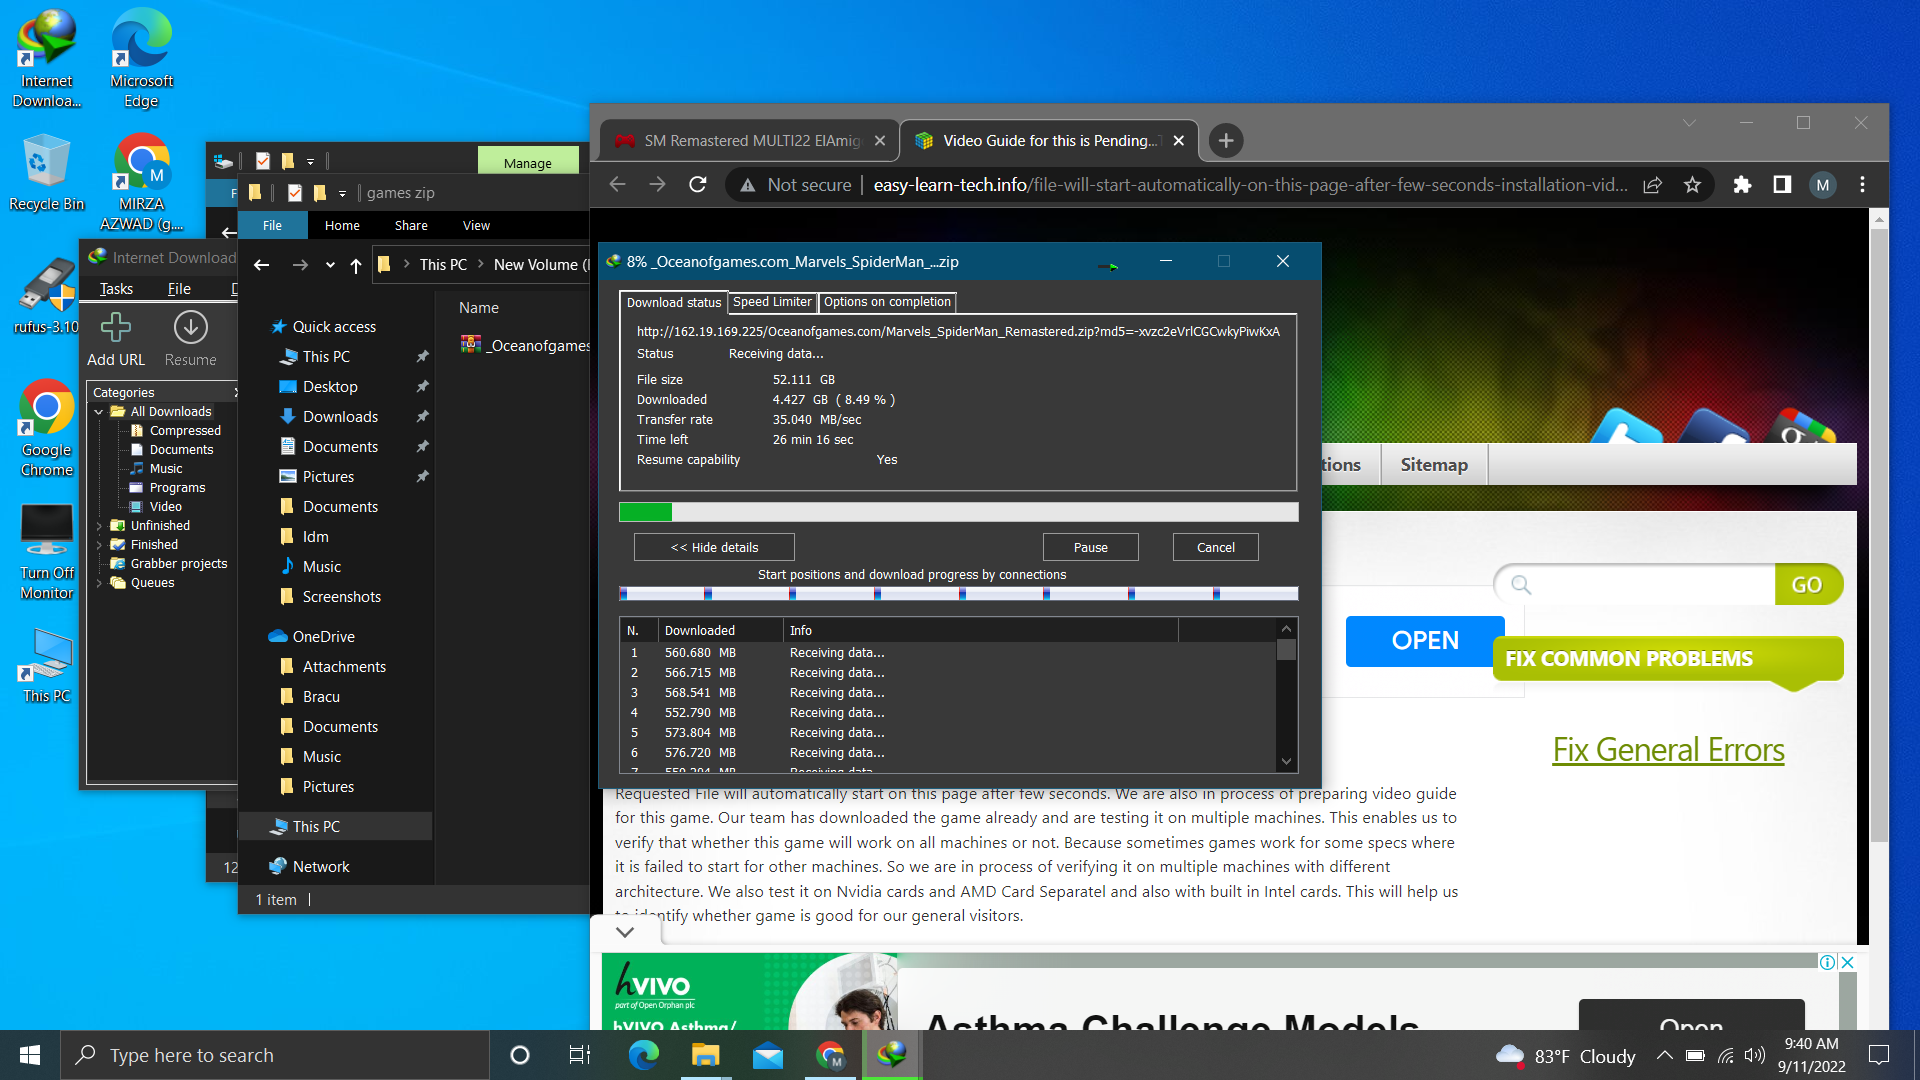 Internet
Downloa...
Microsoft
Edge
Recycle Bin
MIRZA
AZWAD (g....
rufus-3.10
Google
Chrome
Turn Off
Monitor
This PC
Manage
games zip
File
Home
Share
View
This PC
New Volume (
Name
_Oceanofgames
Quick access
This PC
Desktop
Downloads
Documents
Pictures
Documents
Idm
Music
Screenshots
OneDrive
Attachments
Bracu
Documents
Music
Pictures
This PC
Network
1 item
12
Internet Download
Tasks
File
Add URL
Resume
Categories
All Downloads
Compressed
Documents
Music
Programs
Video
Unfinished
Finished
Grabber projects
Queues
SM Remastered MULTI22 ElAmig
Video Guide for this is Pending...
Not secure
easy-learn-tech.info/file-will-start-automatically-on-this-page-after-few-seconds-installation-vid...
M
8% _Oceanofgames.com_Marvels_SpiderMan_...zip
Download status
Speed Limiter
Options on completion
http://162.19.169.225/Oceanofgames.com/Marvels_SpiderMan_Remastered.zip?md5=-xvzc2eVrlCGCwkyPiwKxA
Status Receiving data...
File size 52.111 GB
Downloaded 4.427 GB ( 8.49 % )
Transfer rate 35.040 MB/sec
Time left 26 min 16 sec
Resume capability Yes
<< Hide details
Pause
Cancel
Start positions and download progress by connections
N. Downloaded Info
1 560.680 MB Receiving data...
2 566.715 MB Receiving data...
3 568.541 MB Receiving data...
4 552.790 MB Receiving data...
5 573.804 MB Receiving data...
6 576.720 MB Receiving data...
tions
Sitemap
GO
OPEN
FIX COMMON PROBLEMS
Fix General Errors
Requested File will automatically start on this page after few seconds. We are also in process of preparing video guide
for this game. Our team has downloaded the game already and are testing it on multiple machines. This enables us to
verify that whether this game will work on all machines or not. Because sometimes games work for some specs where
it is failed to start for other machines. So we are in process of verifying it on multiple machines with different
architecture. We also test it on Nvidia cards and AMD Card Separatel and also with built in Intel cards. This will help us
to identify whether game is good for our general visitors.
hVIVO
part of Open Orphan plc
hVIVO Asthma/
Asthma Challenge Models
Open
Type here to search
83°F Cloudy
9:40 AM
9/11/2022